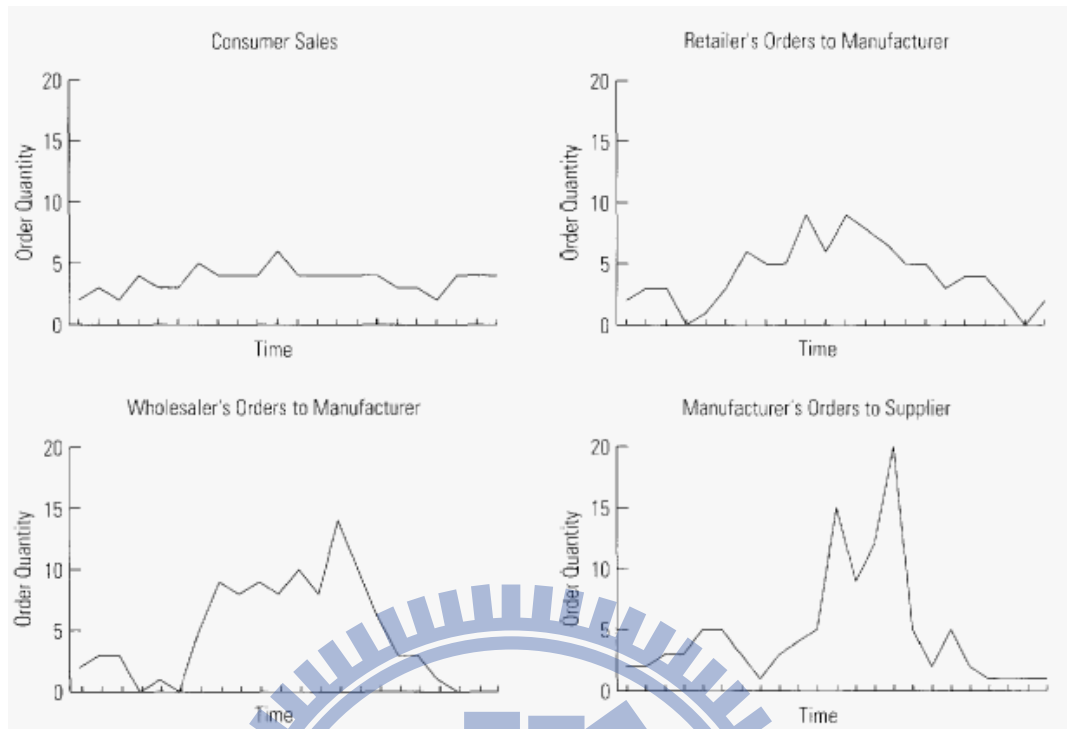 Consumer Sales
20
15
10
5
0
Order Quantity
Time
Retailer's Orders to Manufacturer
20
15
10
5
0
Order Quantity
Time
Wholesaler's Orders to Manufacturer
20
15
10
5
0
Order Quantity
Time
Manufacturer's Orders to Supplier
20
15
10
5
0
Order Quantity
Time